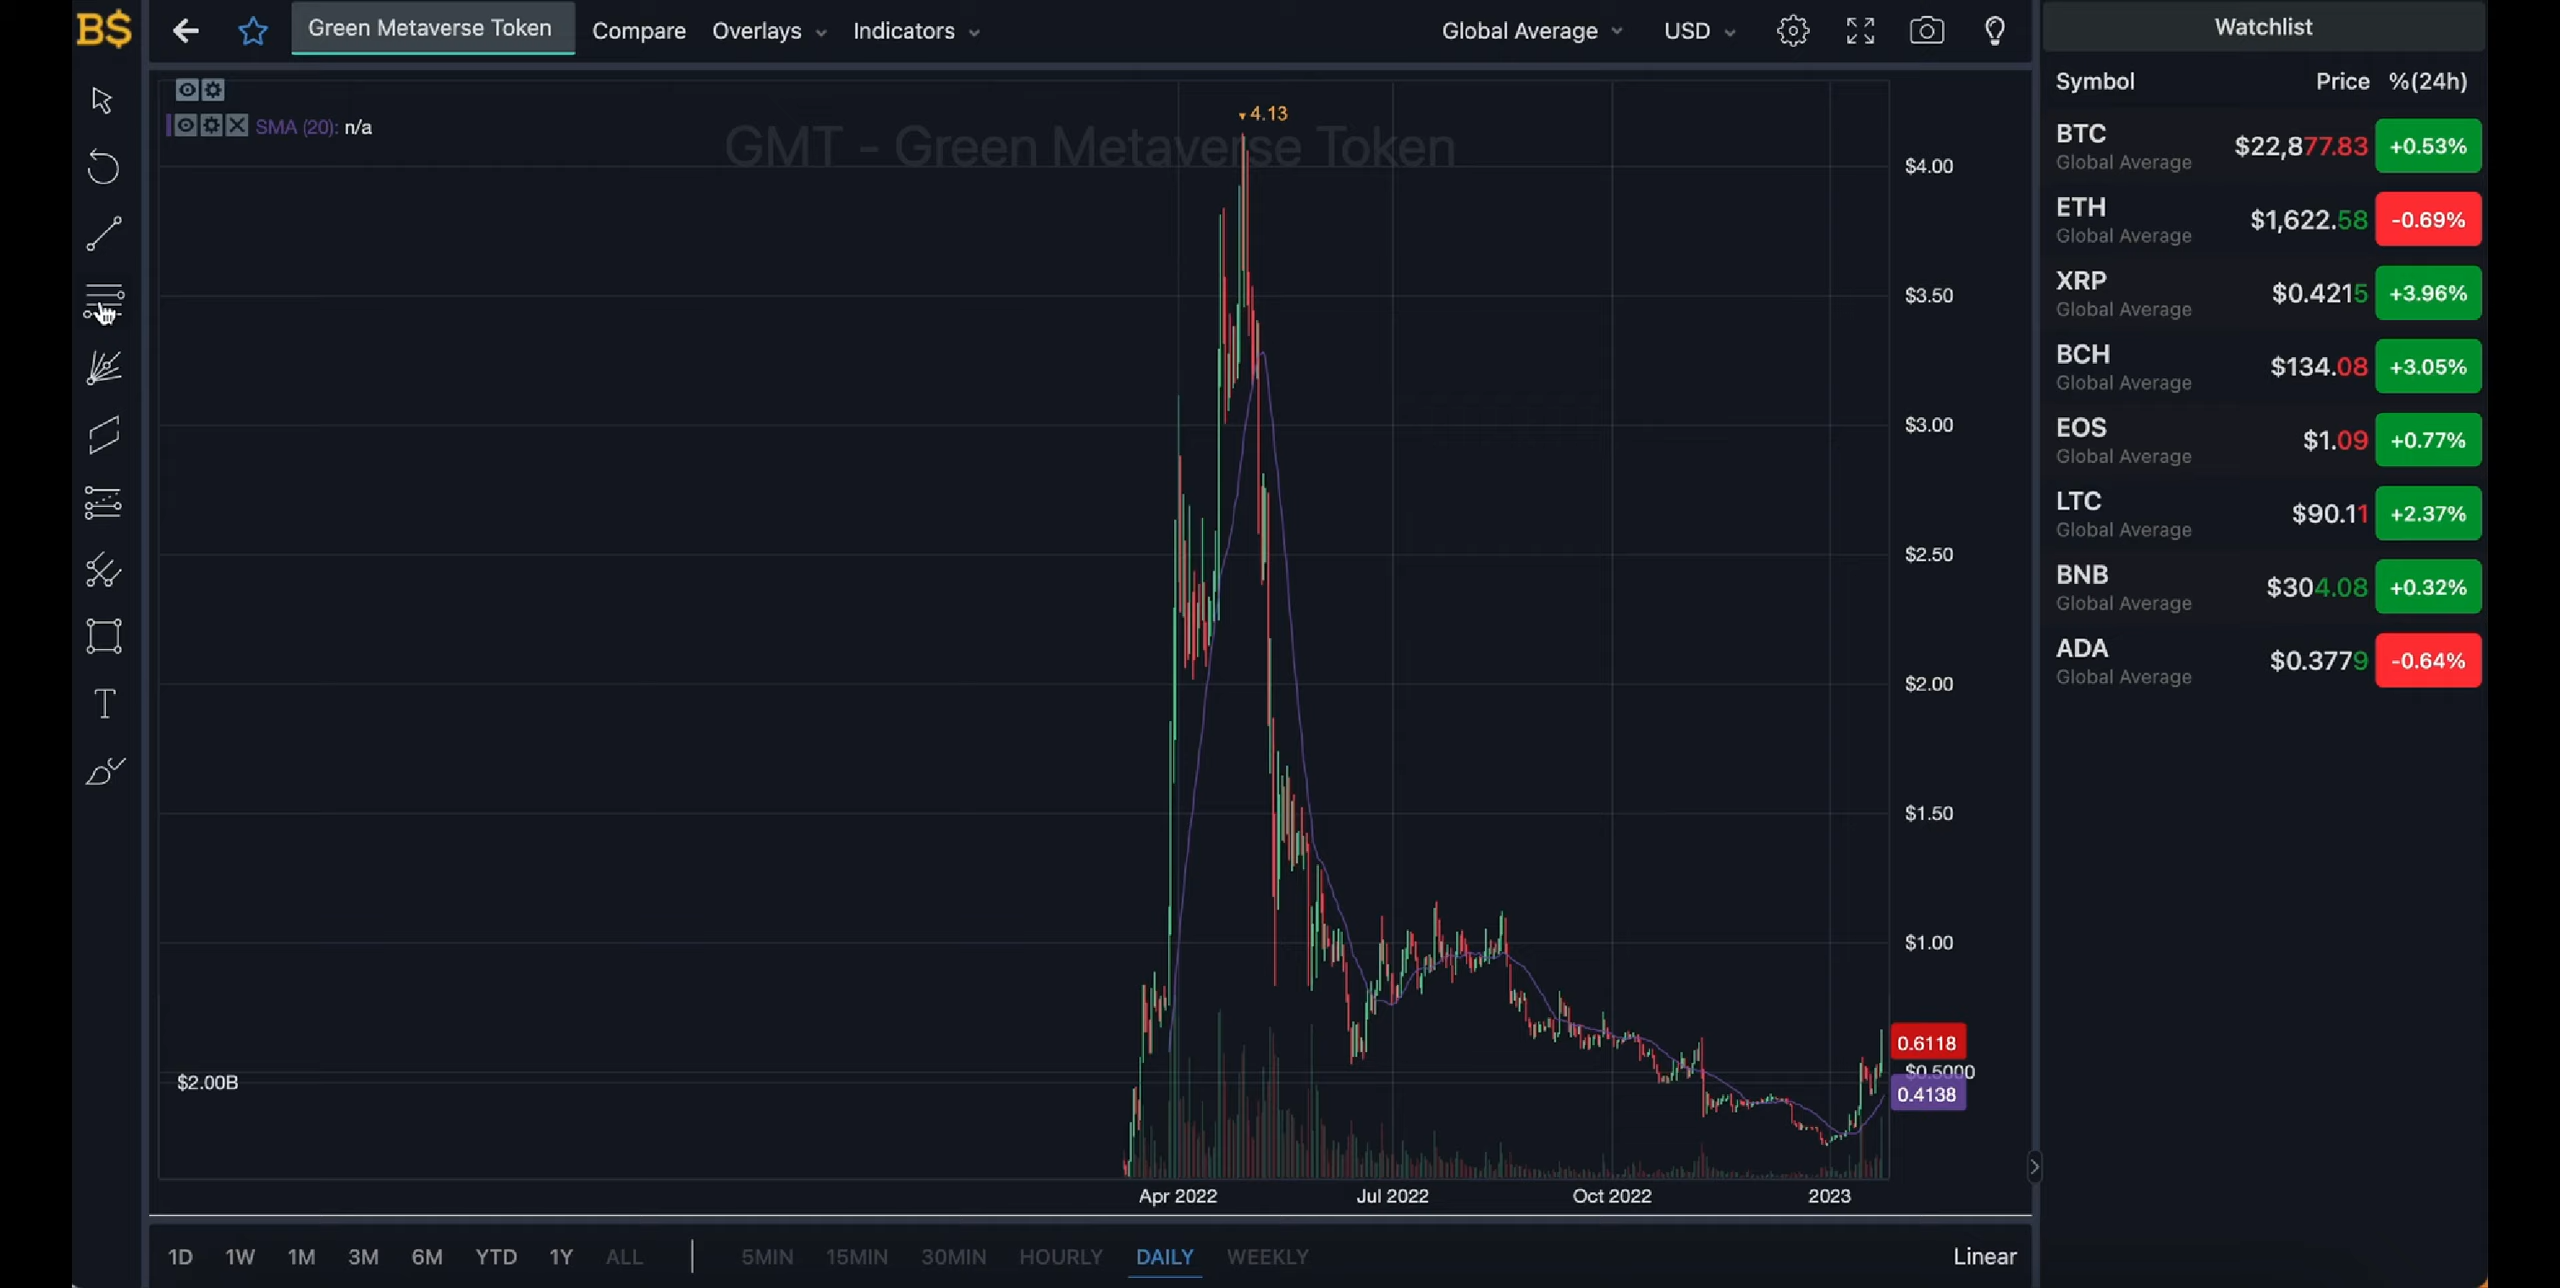 B$
Green Metaverse Token
Compare
Overlays
Indicators
Global Average
USD
SMA (20): n/a
GMT - Green Metaverse Token
4.13
$4.00
$3.50
$3.00
$2.50
$2.00
$1.50
$1.00
0.6118
$0.5000
0.4138
$2.00B
Apr 2022
Jul 2022
Oct 2022
2023
1D 1W 1M 3M 6M YTD 1Y ALL
5MIN 15MIN 30MIN HOURLY DAILY WEEKLY
Linear
Watchlist
Symbol Price %(24h)
BTC $22,877.83 +0.53%
Global Average
ETH $1,622.58 -0.69%
Global Average
XRP $0.4215 +3.96%
Global Average
BCH $134.08 +3.05%
Global Average
EOS $1.09 +0.77%
Global Average
LTC $90.11 +2.37%
Global Average
BNB $304.08 +0.32%
Global Average
ADA $0.3779 -0.64%
Global Average